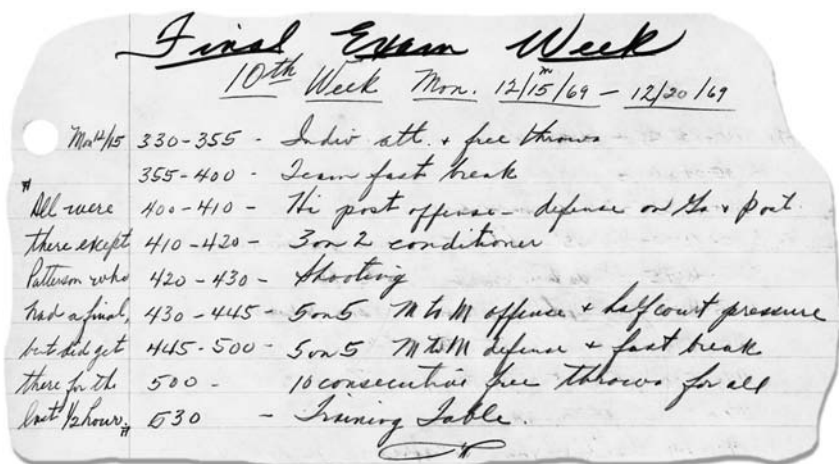 Final Exam Week
10th Week Mon. 12/15/69 - 12/20/69
Mon 12/15 330-355 - Indiv att. + free throws
355-400 - Team fast break
" All were 400-410 - Hi post offense - defense on Gs + post
there except 410-420 - 3 on 2 conditioner
Patterson who 420-430 - Shooting
had a final, 430-445 - 5 on 5 M to M offense + half court pressure
but did get 445-500 - 5 on 5 M to M defense + fast break
there for the 500 - 10 consecutive free throws for all
last 1/2 hour. " 530 - Training Table.